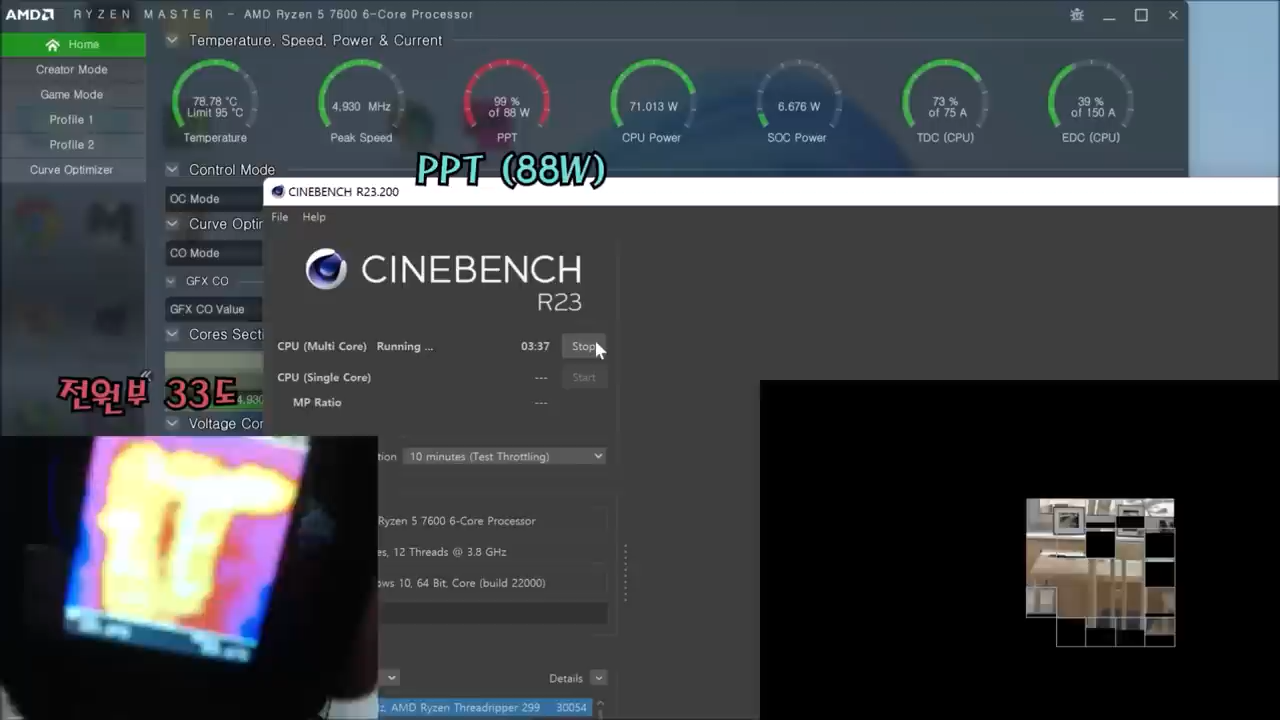 AMD RYZEN MASTER - AMD Ryzen 5 7600 6-Core Processor
Home
Creator Mode
Game Mode
Profile 1
Profile 2
Curve Optimizer
Temperature, Speed, Power & Current
78.78 °C
Limit 95 °C
Temperature
4.930 MHz
Peak Speed
99 %
of 88 W
PPT
71.013 W
CPU Power
6.676 W
SOC Power
73 %
of 75 A
TDC (CPU)
39 %
of 150 A
EDC (CPU)
PPT (88W)
Control Mode
OC Mode
Curve Opti
CO Mode
GFX CO
GFX CO Value
Cores Secti
4.930
Voltage Cor
전원부 33도
CINEBENCH R23.200
File Help
CINEBENCH
R23
CPU (Multi Core) Running ... 03:37 Stop
CPU (Single Core) --- Start
MP Ratio ---
tion 10 minutes (Test Throttling)
Ryzen 5 7600 6-Core Processor
es, 12 Threads @ 3.8 GHz
ows 10, 64 Bit, Core (build 22000)
Details
z, AMD Ryzen Threadripper 299 30054